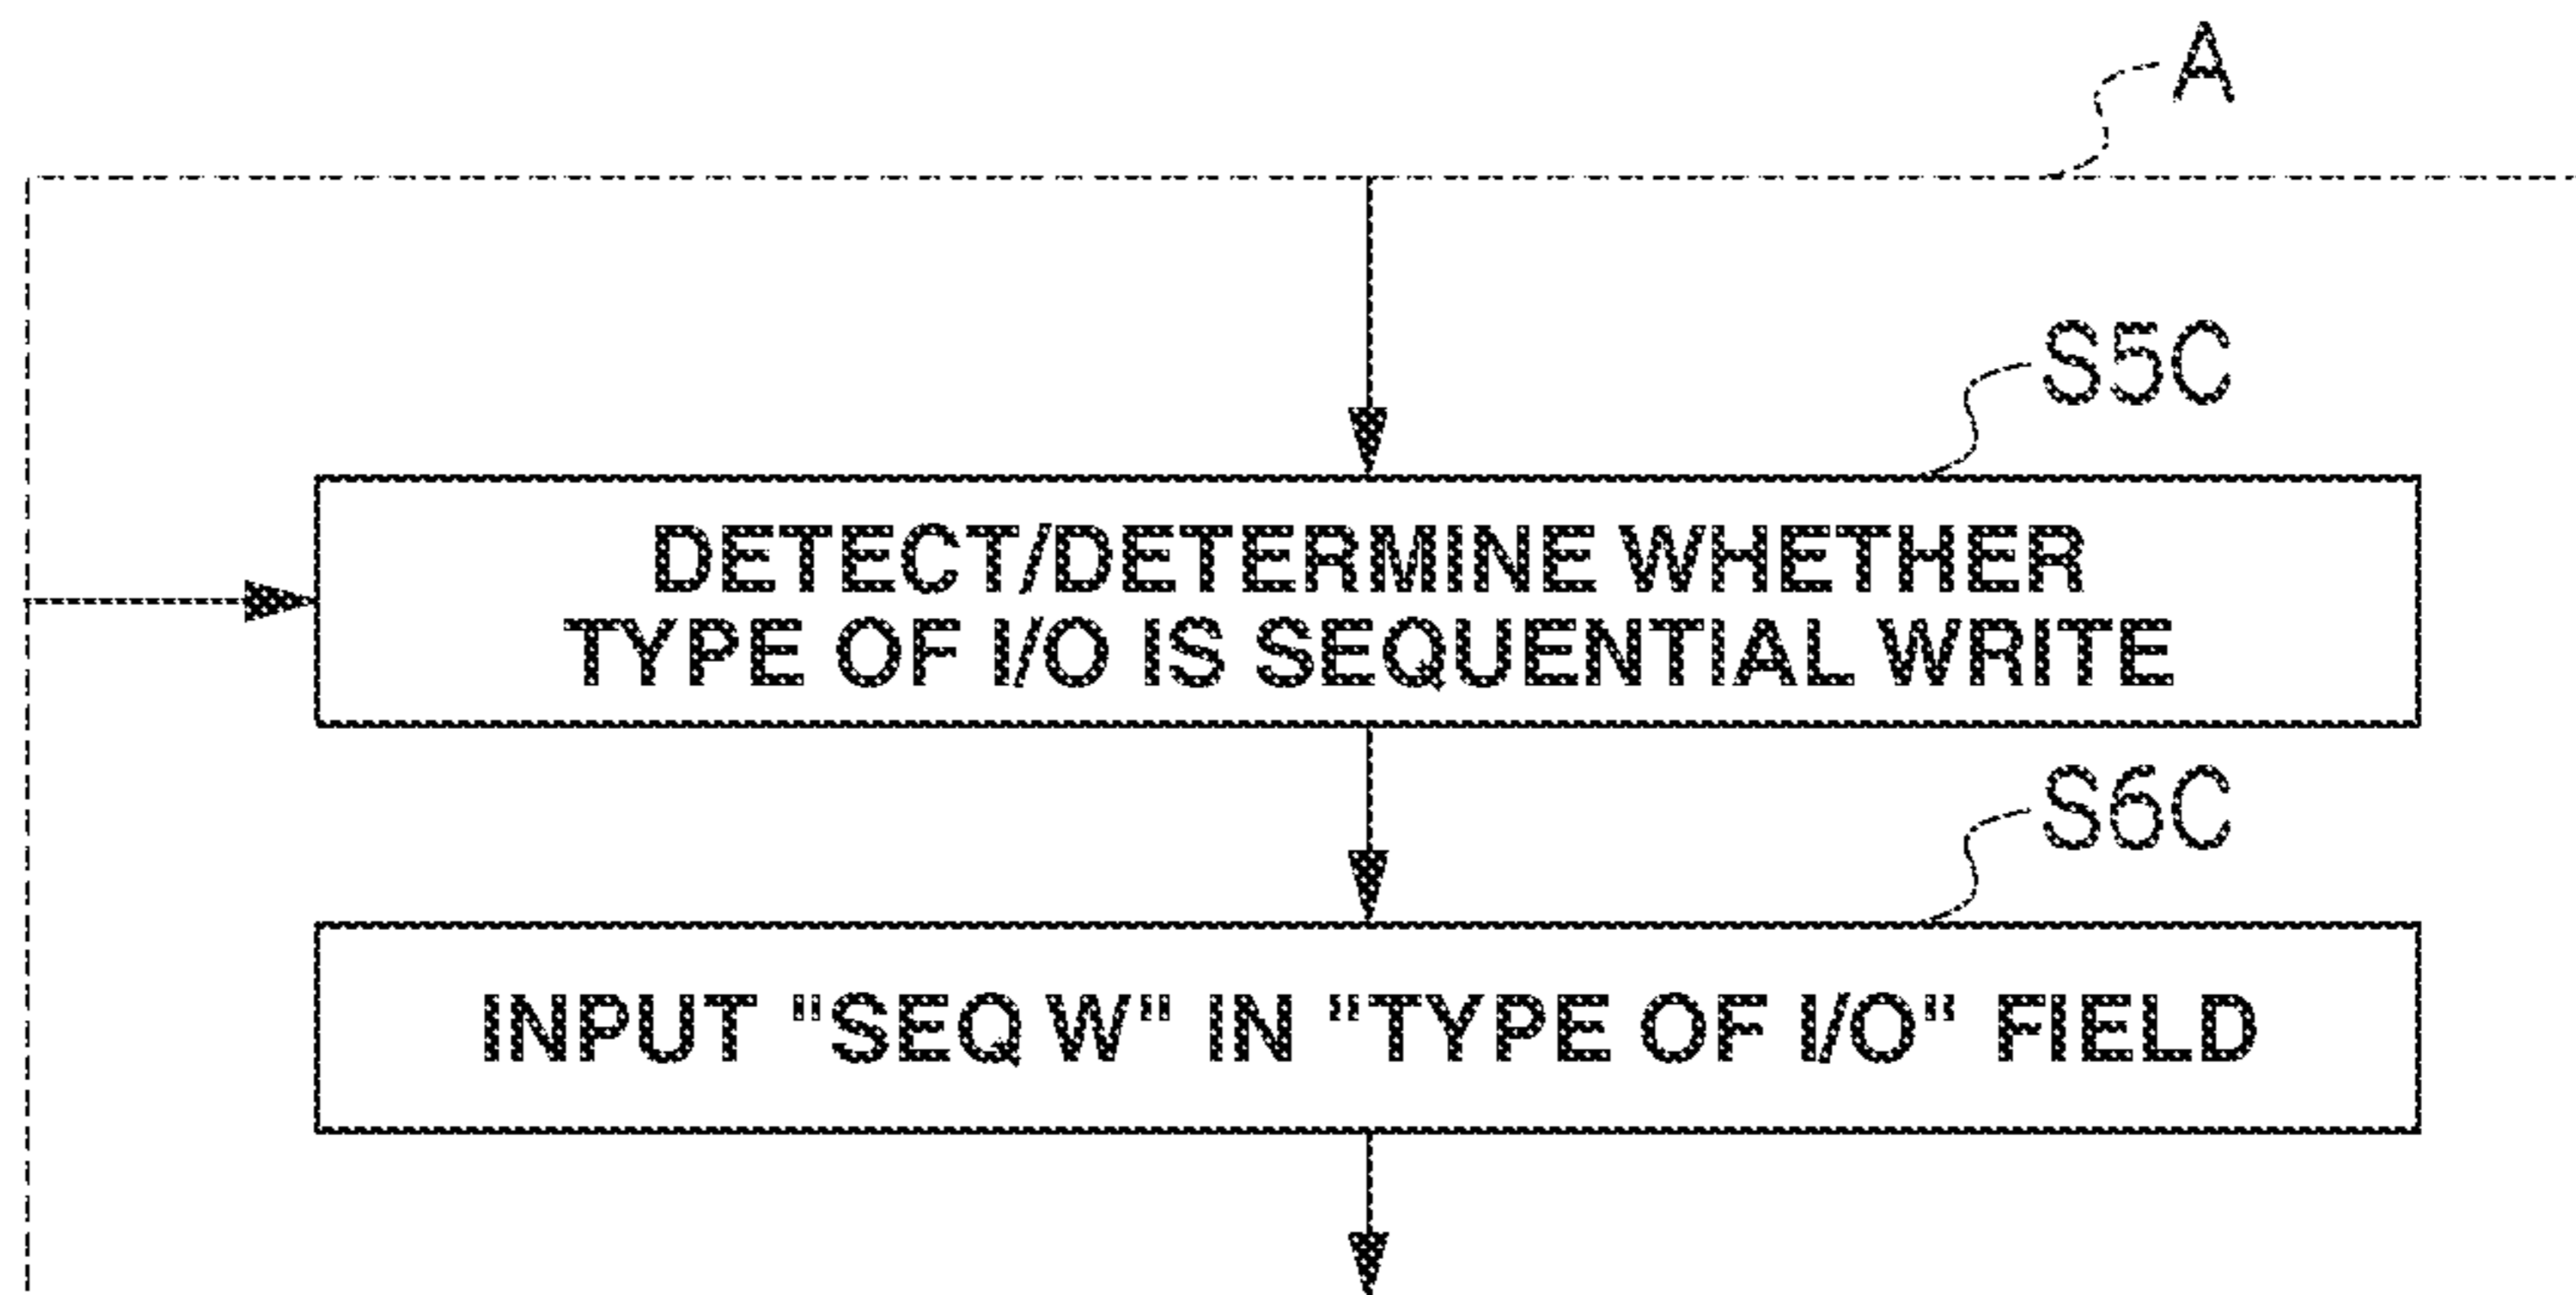 A
S5C
DETECT/DETERMINE WHETHER
TYPE OF I/O IS SEQUENTIAL WRITE
S6C
INPUT "SEQ W" IN "TYPE OF I/O" FIELD